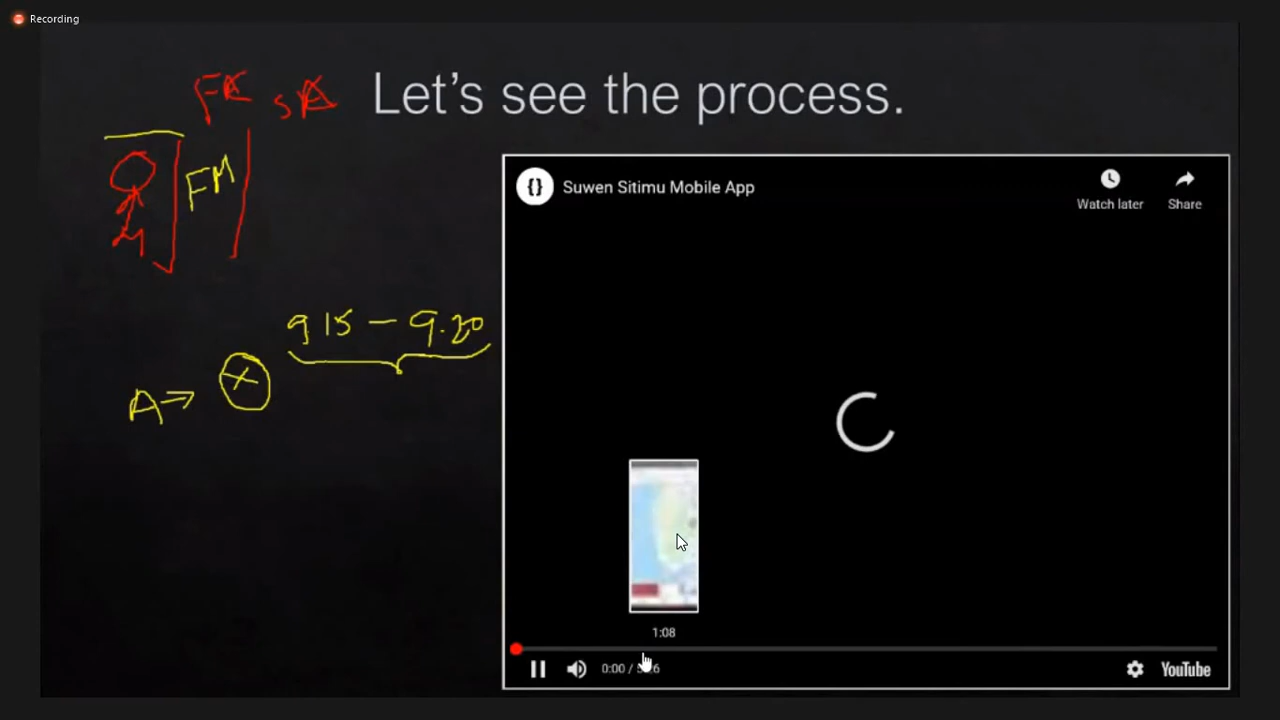 Recording
Let's see the process.
FM
Suwen Sitimu Mobile App
Watch later
Share
9 15 - 9.20
A→
1:08
0:00 /
YouTube